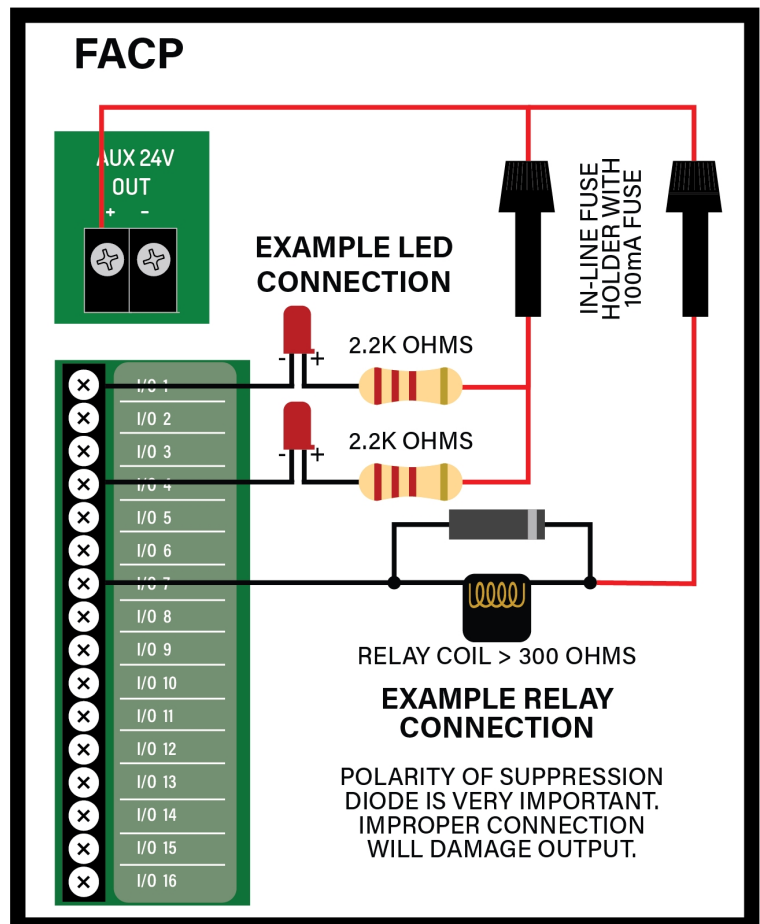 FACP
AUX 24V
OUT
+ -
EXAMPLE LED
CONNECTION
IN-LINE FUSE
HOLDER WITH
100mA FUSE
2.2K OHMS
- +
I/O 1
I/O 2
I/O 3
2.2K OHMS
- +
I/O 4
I/O 5
I/O 6
I/O 7
I/O 8
I/O 9
I/O 10
I/O 11
I/O 12
I/O 13
I/O 14
I/O 15
I/O 16
RELAY COIL > 300 OHMS
EXAMPLE RELAY
CONNECTION
POLARITY OF SUPPRESSION
DIODE IS VERY IMPORTANT.
IMPROPER CONNECTION
WILL DAMAGE OUTPUT.